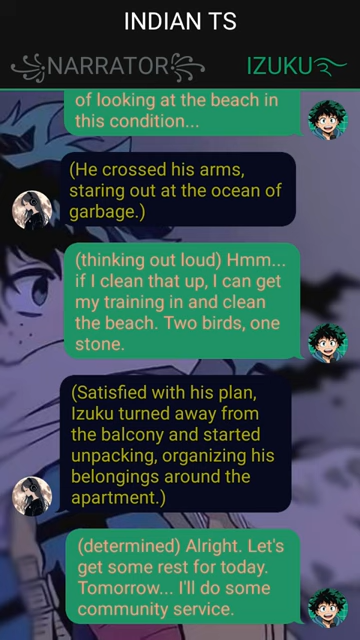 INDIAN TS
NARRATOR
IZUKU
of looking at the beach in
this condition...
(He crossed his arms,
staring out at the ocean of
garbage.)
(thinking out loud) Hmm...
if I clean that up, I can get
my training in and clean
the beach. Two birds, one
stone.
(Satisfied with his plan,
Izuku turned away from
the balcony and started
unpacking, organizing his
belongings around the
apartment.)
(determined) Alright. Let's
get some rest for today.
Tomorrow... I'll do some
community service.